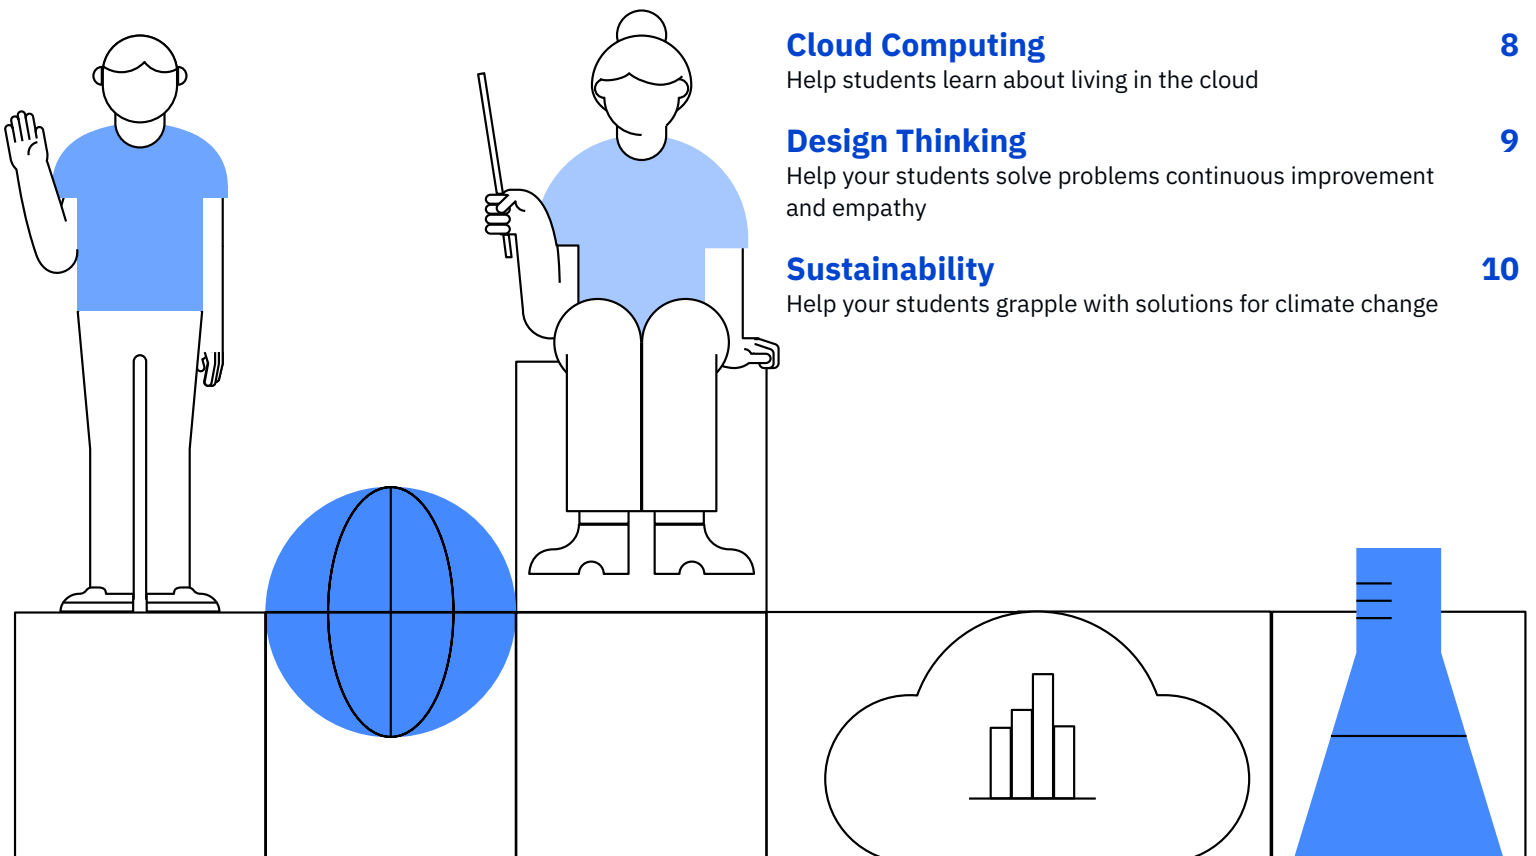 Cloud Computing 8
Help students learn about living in the cloud
Design Thinking 9
Help your students solve problems continuous improvement
and empathy
Sustainability 10
Help your students grapple with solutions for climate change